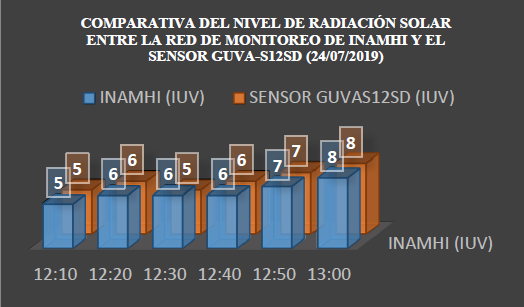 COMPARATIVA DEL NIVEL DE RADIACIÓN SOLAR
ENTRE LA RED DE MONITOREO DE INAMHI Y EL
SENSOR GUVA-S12SD (24/07/2019)
INAMHI (IUV) SENSOR GUVAS12SD (IUV)
5 6 5 6 7 8
5 6 6 6 7 8
INAMHI (IUV)
12:10 12:20 12:30 12:40 12:50 13:00